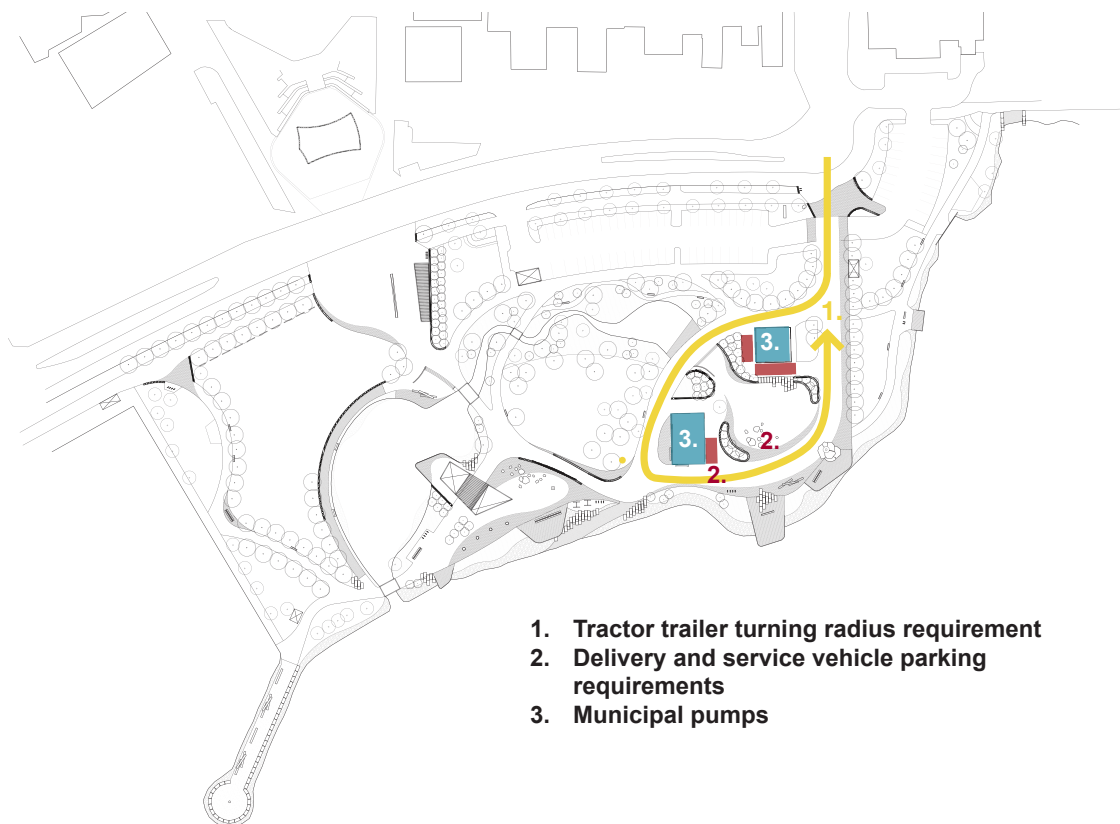 1.
3.
3.
2.
2.
1. Tractor trailer turning radius requirement
2. Delivery and service vehicle parking
requirements
3. Municipal pumps